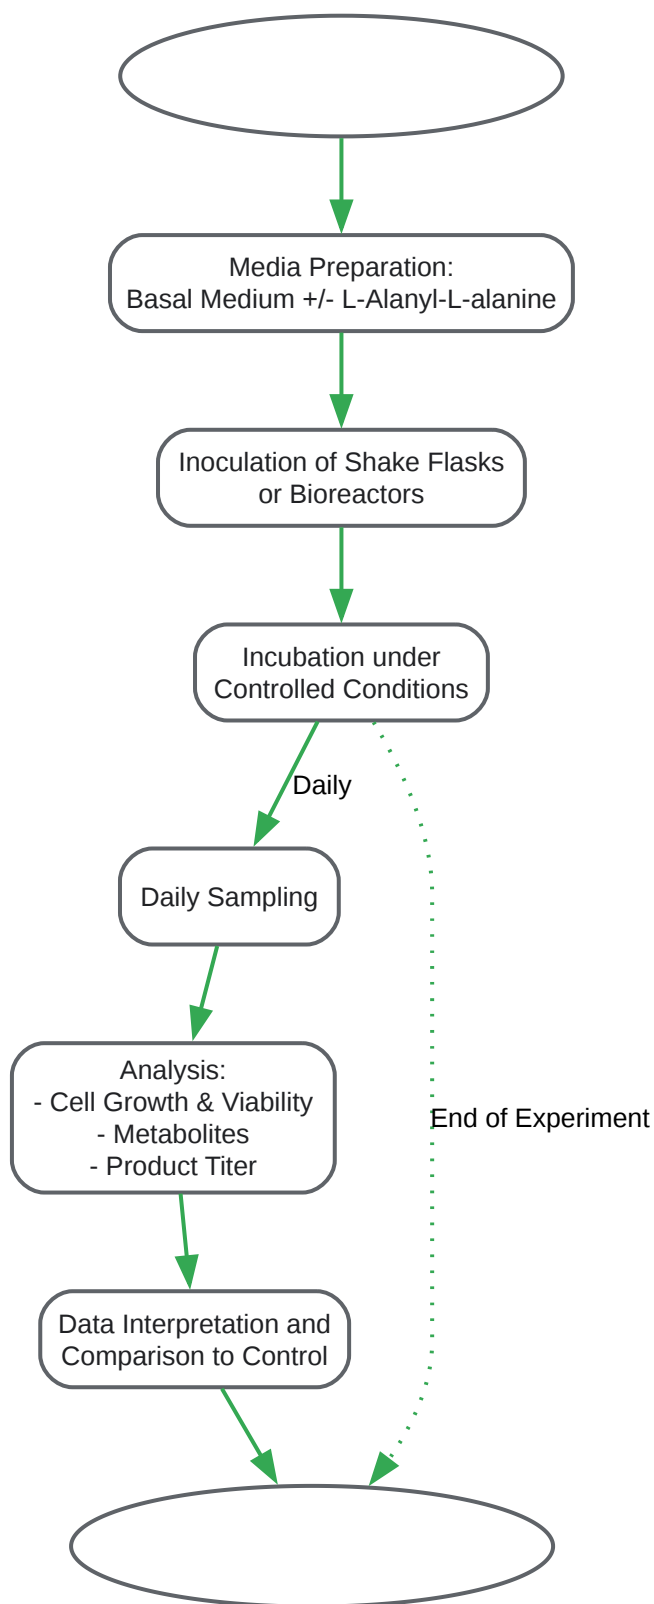 Media Preparation:
Basal Medium +/- L-Alanyl-L-alanine
Inoculation of Shake Flasks
or Bioreactors
Incubation under
Controlled Conditions
Daily
Daily Sampling
Analysis:
- Cell Growth & Viability
- Metabolites
- Product Titer
End of Experiment
Data Interpretation and
Comparison to Control